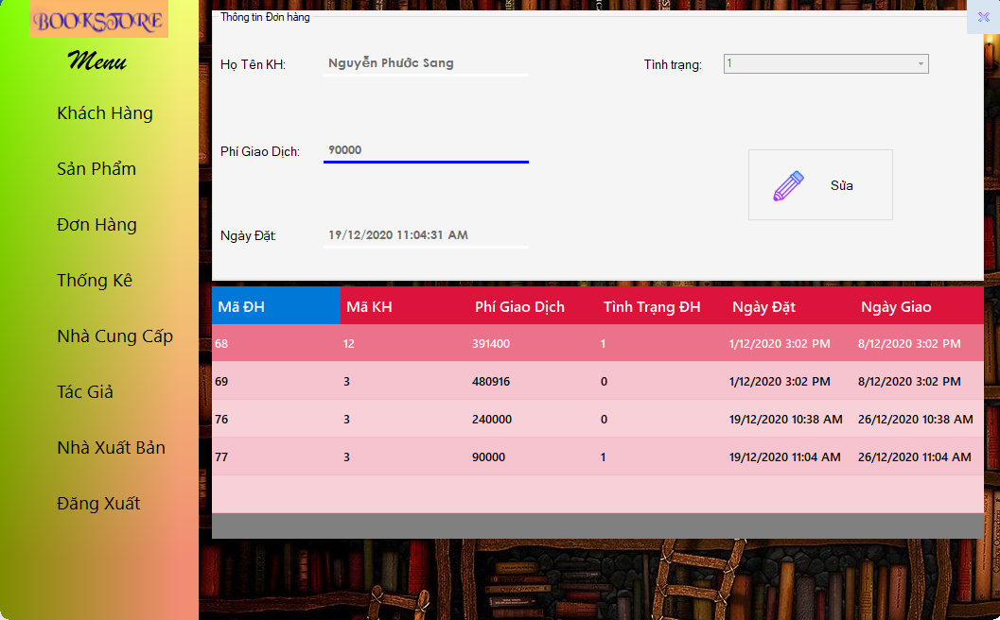 BOOKSTORE
Menu
Khách Hàng
Sản Phẩm
Đơn Hàng
Thống Kê
Nhà Cung Cấp
Tác Giả
Nhà Xuất Bản
Đăng Xuất
Thông tin Đơn hàng
Họ Tên KH: Nguyễn Phước Sang Tình trạng: 1
Phí Giao Dịch: 90000
Sửa
Ngày Đặt: 19/12/2020 11:04:31 AM
Mã ĐH Mã KH Phí Giao Dịch Tình Trạng ĐH Ngày Đặt Ngày Giao
68 12 391400 1 1/12/2020 3:02 PM 8/12/2020 3:02 PM
69 3 480916 0 1/12/2020 3:02 PM 8/12/2020 3:02 PM
76 3 240000 0 19/12/2020 10:38 AM 26/12/2020 10:38 AM
77 3 90000 1 19/12/2020 11:04 AM 26/12/2020 11:04 AM